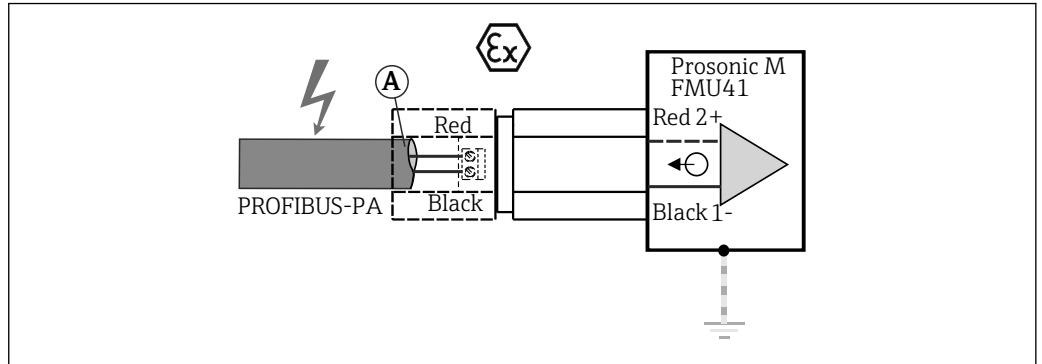 Ex
A
Prosonic M
FMU41
Red 2+
Red
Black
PROFIBUS-PA
Black 1-